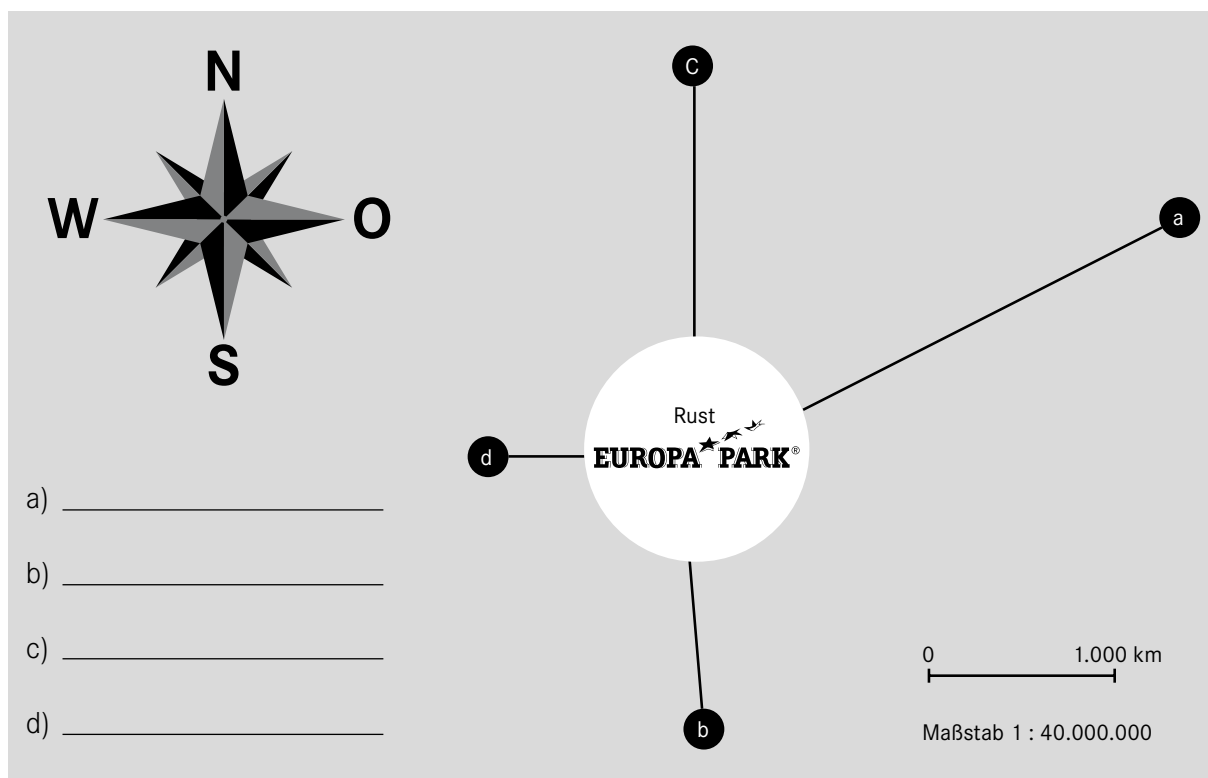 N
W
O
S
C
a
Rust
EUROPA PARK®
d
b
a)
b)
c)
d)
0 1.000 km
Maßstab 1 : 40.000.000